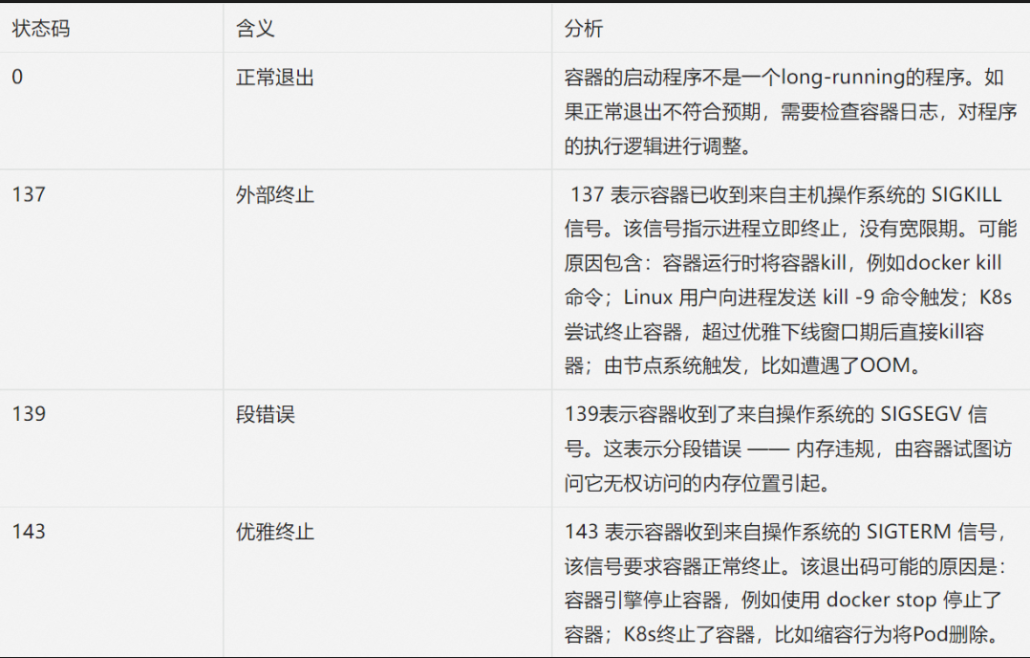 状态码 含义 分析
0 正常退出 容器的启动程序不是一个long-running的程序。如
果正常退出不符合预期，需要检查容器日志，对程序
的执行逻辑进行调整。
137 外部终止 137 表示容器已收到来自主机操作系统的 SIGKILL
信号。该信号指示进程立即终止，没有宽限期。可能
原因包含：容器运行时将容器kill，例如docker kill
命令；Linux 用户向进程发送 kill -9 命令触发；K8s
尝试终止容器，超过优雅下线窗口期后直接kill容
器；由节点系统触发，比如遭遇了OOM。
139 段错误 139表示容器收到了来自操作系统的 SIGSEGV 信
号。这表示分段错误 —— 内存违规，由容器试图访
问它无权访问的内存位置引起。
143 优雅终止 143 表示容器收到来自操作系统的 SIGTERM 信号，
该信号要求容器正常终止。该退出码可能的原因是：
容器引擎停止容器，例如使用 docker stop 停止了
容器；K8s终止了容器，比如缩容行为将Pod删除。